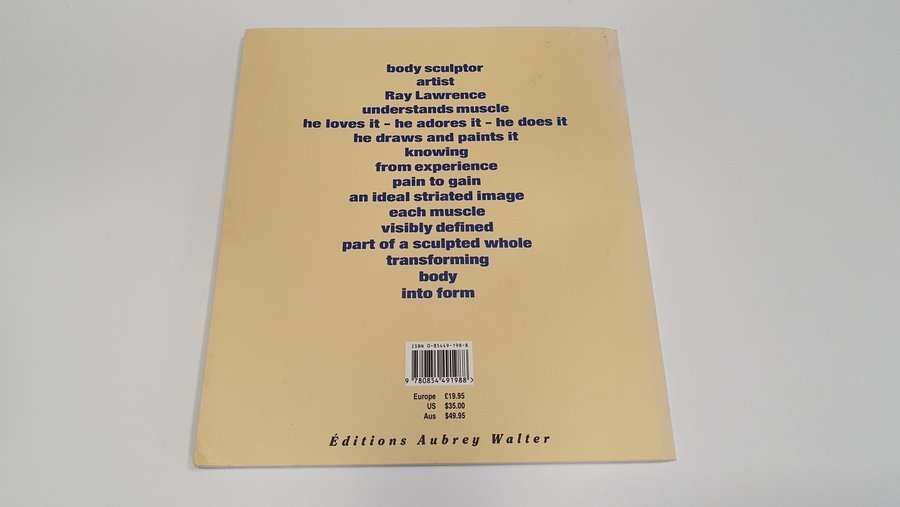 body sculptor
artist
Ray Lawrence
understands muscle
he loves it - he adores it - he does it
he draws and paints it
knowing
from experience
pain to gain
an ideal striated image
each muscle
visibly defined
part of a sculpted whole
transforming
body
into form
ISBN 0-85449-198-8
9 780854 491988 >
Europe £19.95
US $35.00
Aus $49.95
Éditions Aubrey Walter